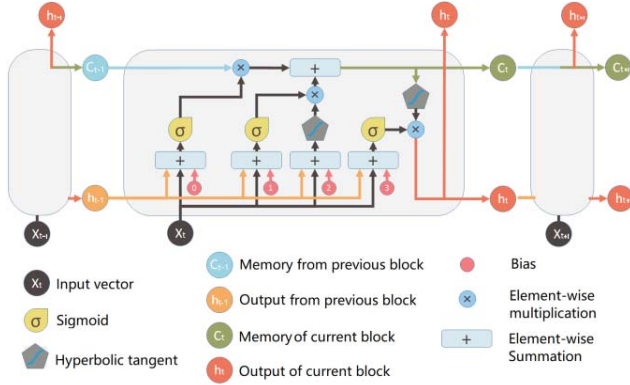 hₜ₋₁ hₜ hₜ₊₁
Cₜ₋₁ × + Cₜ Cₜ₊₁
×
σ σ σ ×
+ + + +
0 1 2 3
hₜ₋₁ hₜ hₜ₊₁
Xₜ₋₁ Xₜ Xₜ₊₁
Xₜ Input vector
σ Sigmoid
Hyperbolic tangent
Cₜ₋₁ Memory from previous block
hₜ₋₁ Output from previous block
Cₜ Memory of current block
hₜ Output of current block
Bias
× Element-wise
multiplication
+ Element-wise
Summation